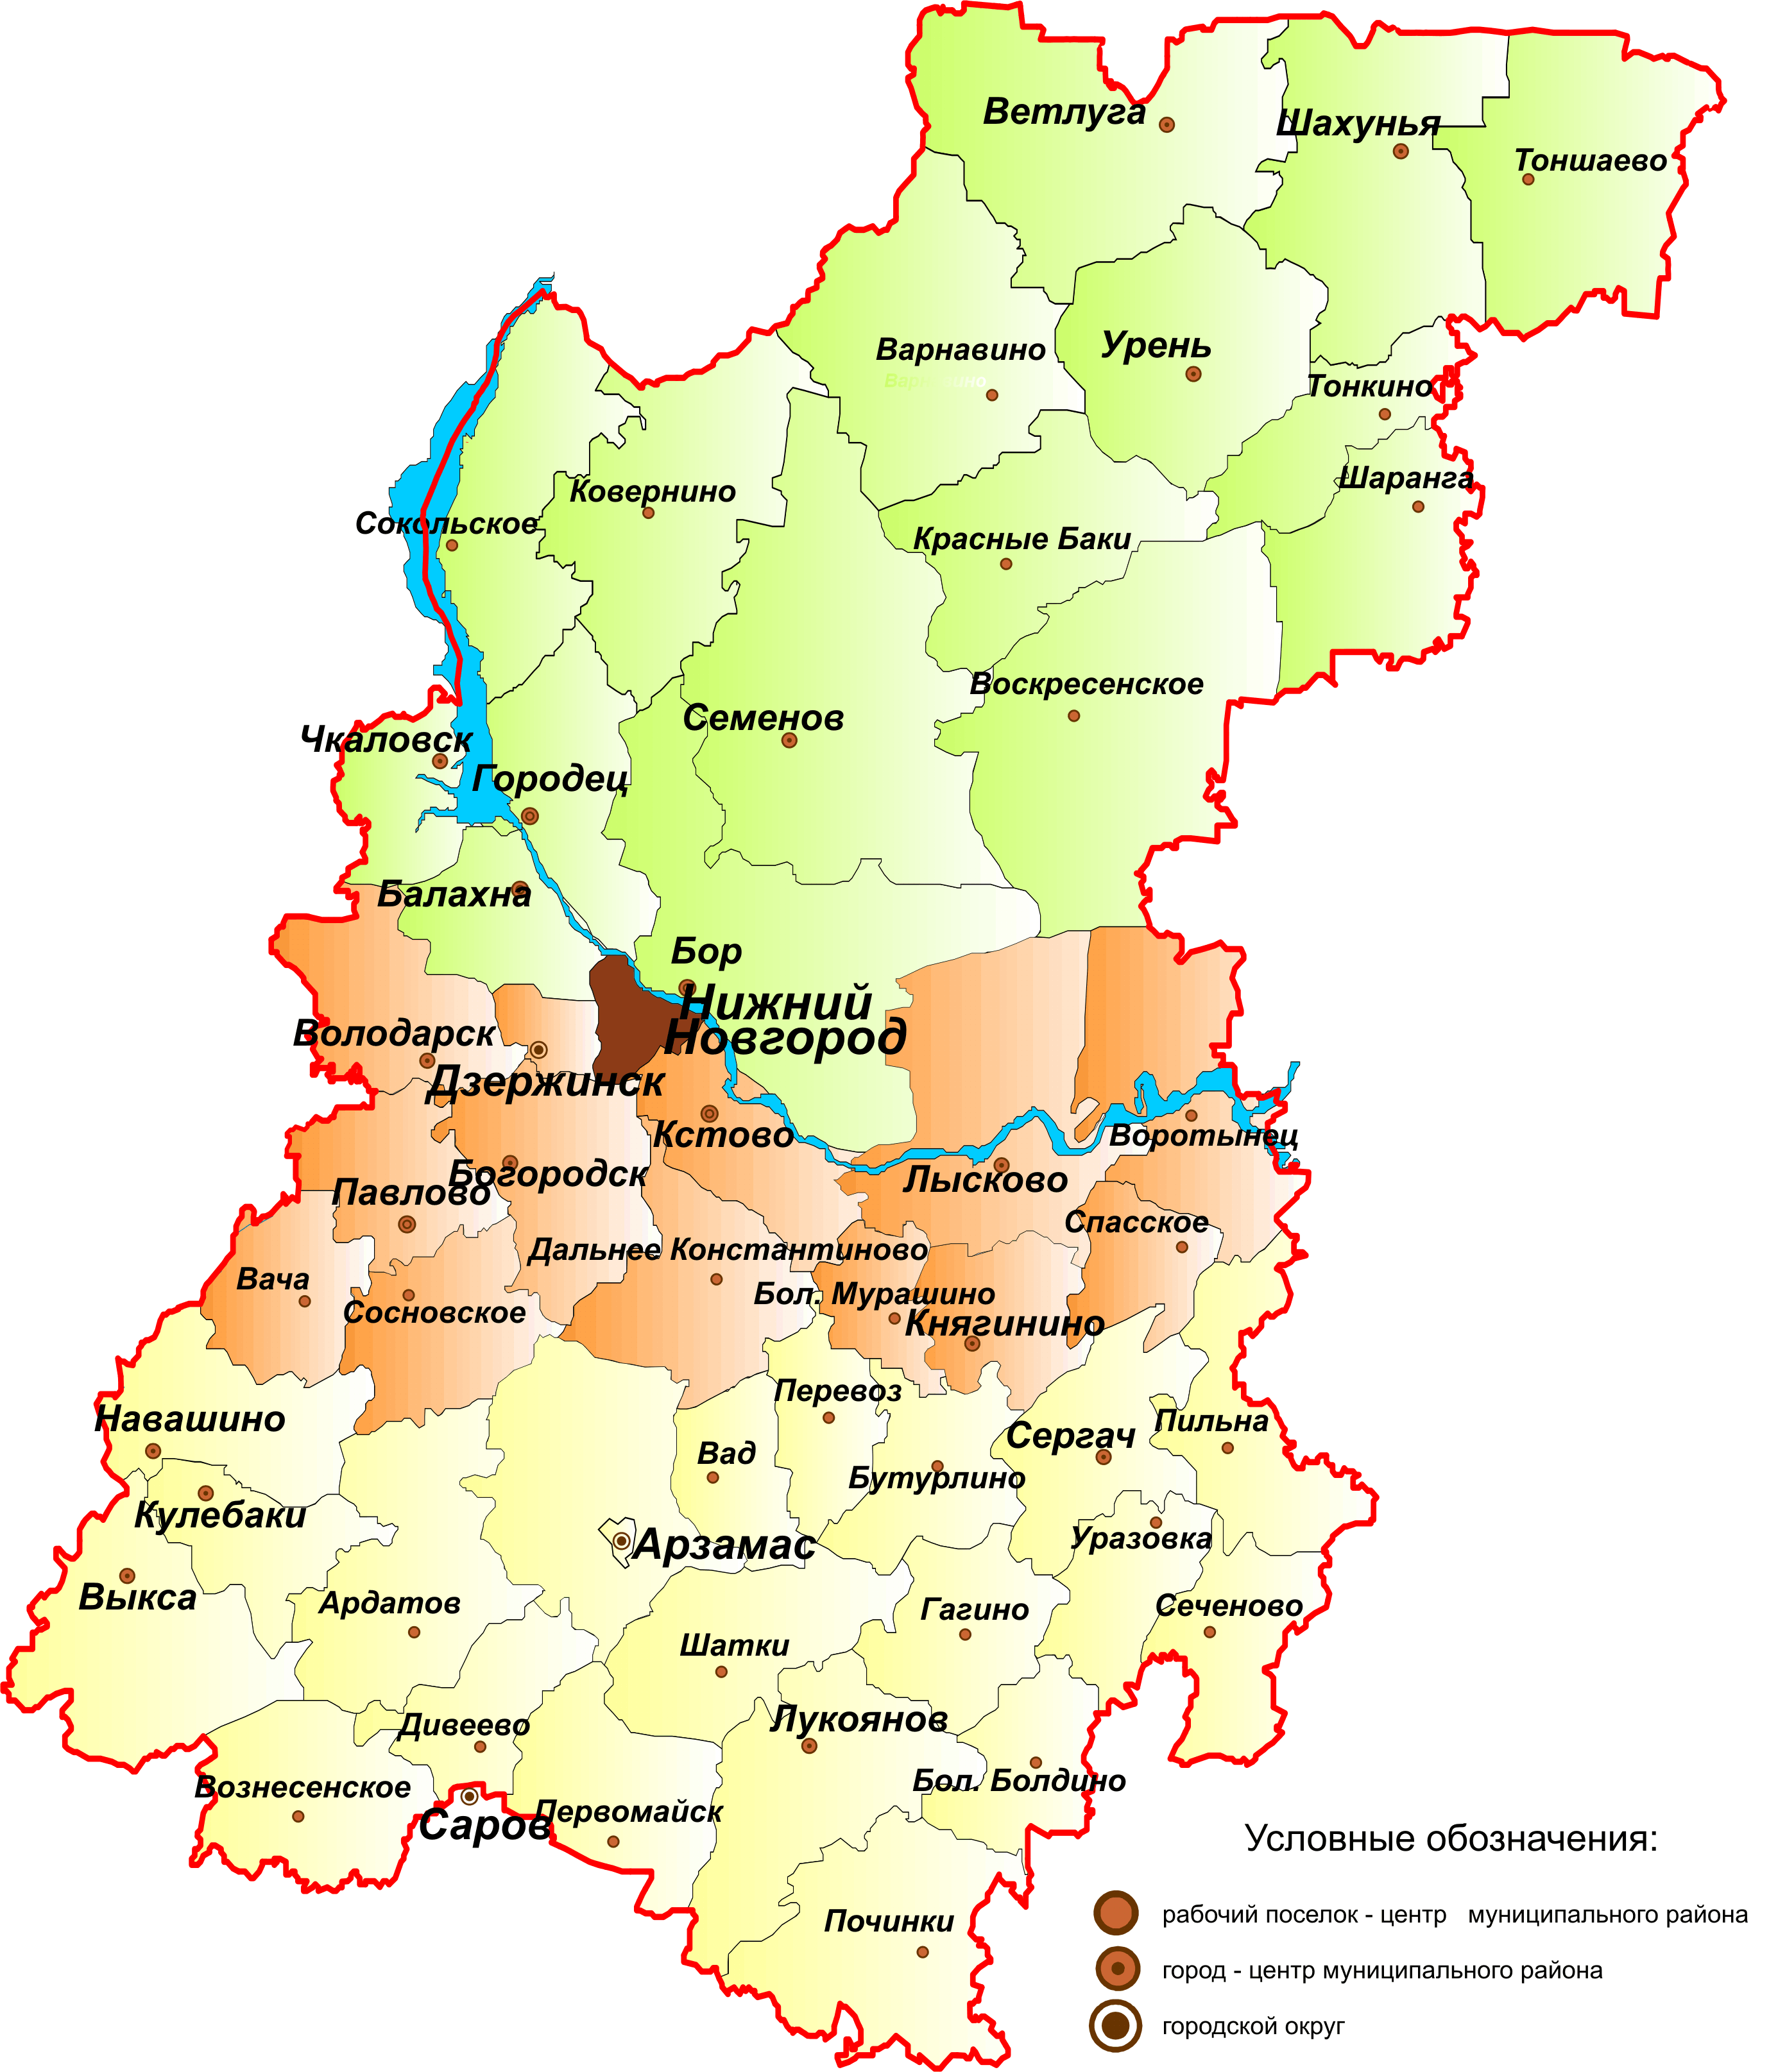 Ветлуга
Шахунья
Тоншаево
Варнавино
Урень
Варнавино
Тонкино
Шаранга
Ковернино
Сокольское
Красные Баки
Воскресенское
Семенов
Чкаловск
Городец
Балахна
Бор
Нижний
Новгород
Володарск
Дзержинск
Кстово
Воротынец
Богородск
Лысково
Павлово
Спасское
Дальнее Константиново
Вача
Бол. Мурашино
Сосновское
Княгинино
Перевоз
Навашино
Пильна
Сергач
Вад
Бутурлино
Кулебаки
Уразовка
Арзамас
Выкса
Ардатов
Сеченово
Гагино
Шатки
Лукоянов
Дивеево
Бол. Болдино
Вознесенское
Первомайск
Саров
Починки
Условные обозначения:
рабочий поселок - центр муниципального района
город - центр муниципального района
городской округ